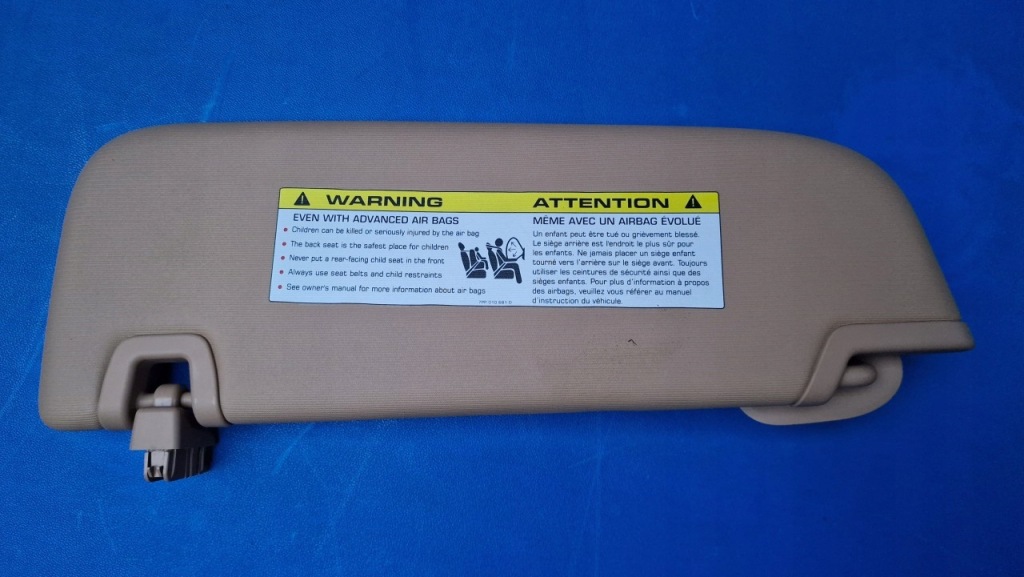 WARNING
EVEN WITH ADVANCED AIR BAGS
• Children can be killed or seriously injured by the air bag
• The back seat is the safest place for children
• Never put a rear-facing child seat in the front
• Always use seat belts and child restraints
• See owner's manual for more information about air bags
ATTENTION
MÊME AVEC UN AIRBAG ÉVOLUÉ
Un enfant peut être tué ou grièvement blessé.
Le siège arrière est l'endroit le plus sûr pour
les enfants. Ne jamais placer un siège enfant
tourné vers l'arrière sur le siège avant. Toujours
utiliser les ceintures de sécurité ainsi que des
sièges enfants. Pour plus d'information à propos
des airbags, veuillez vous référer au manuel
d'instruction du véhicule.